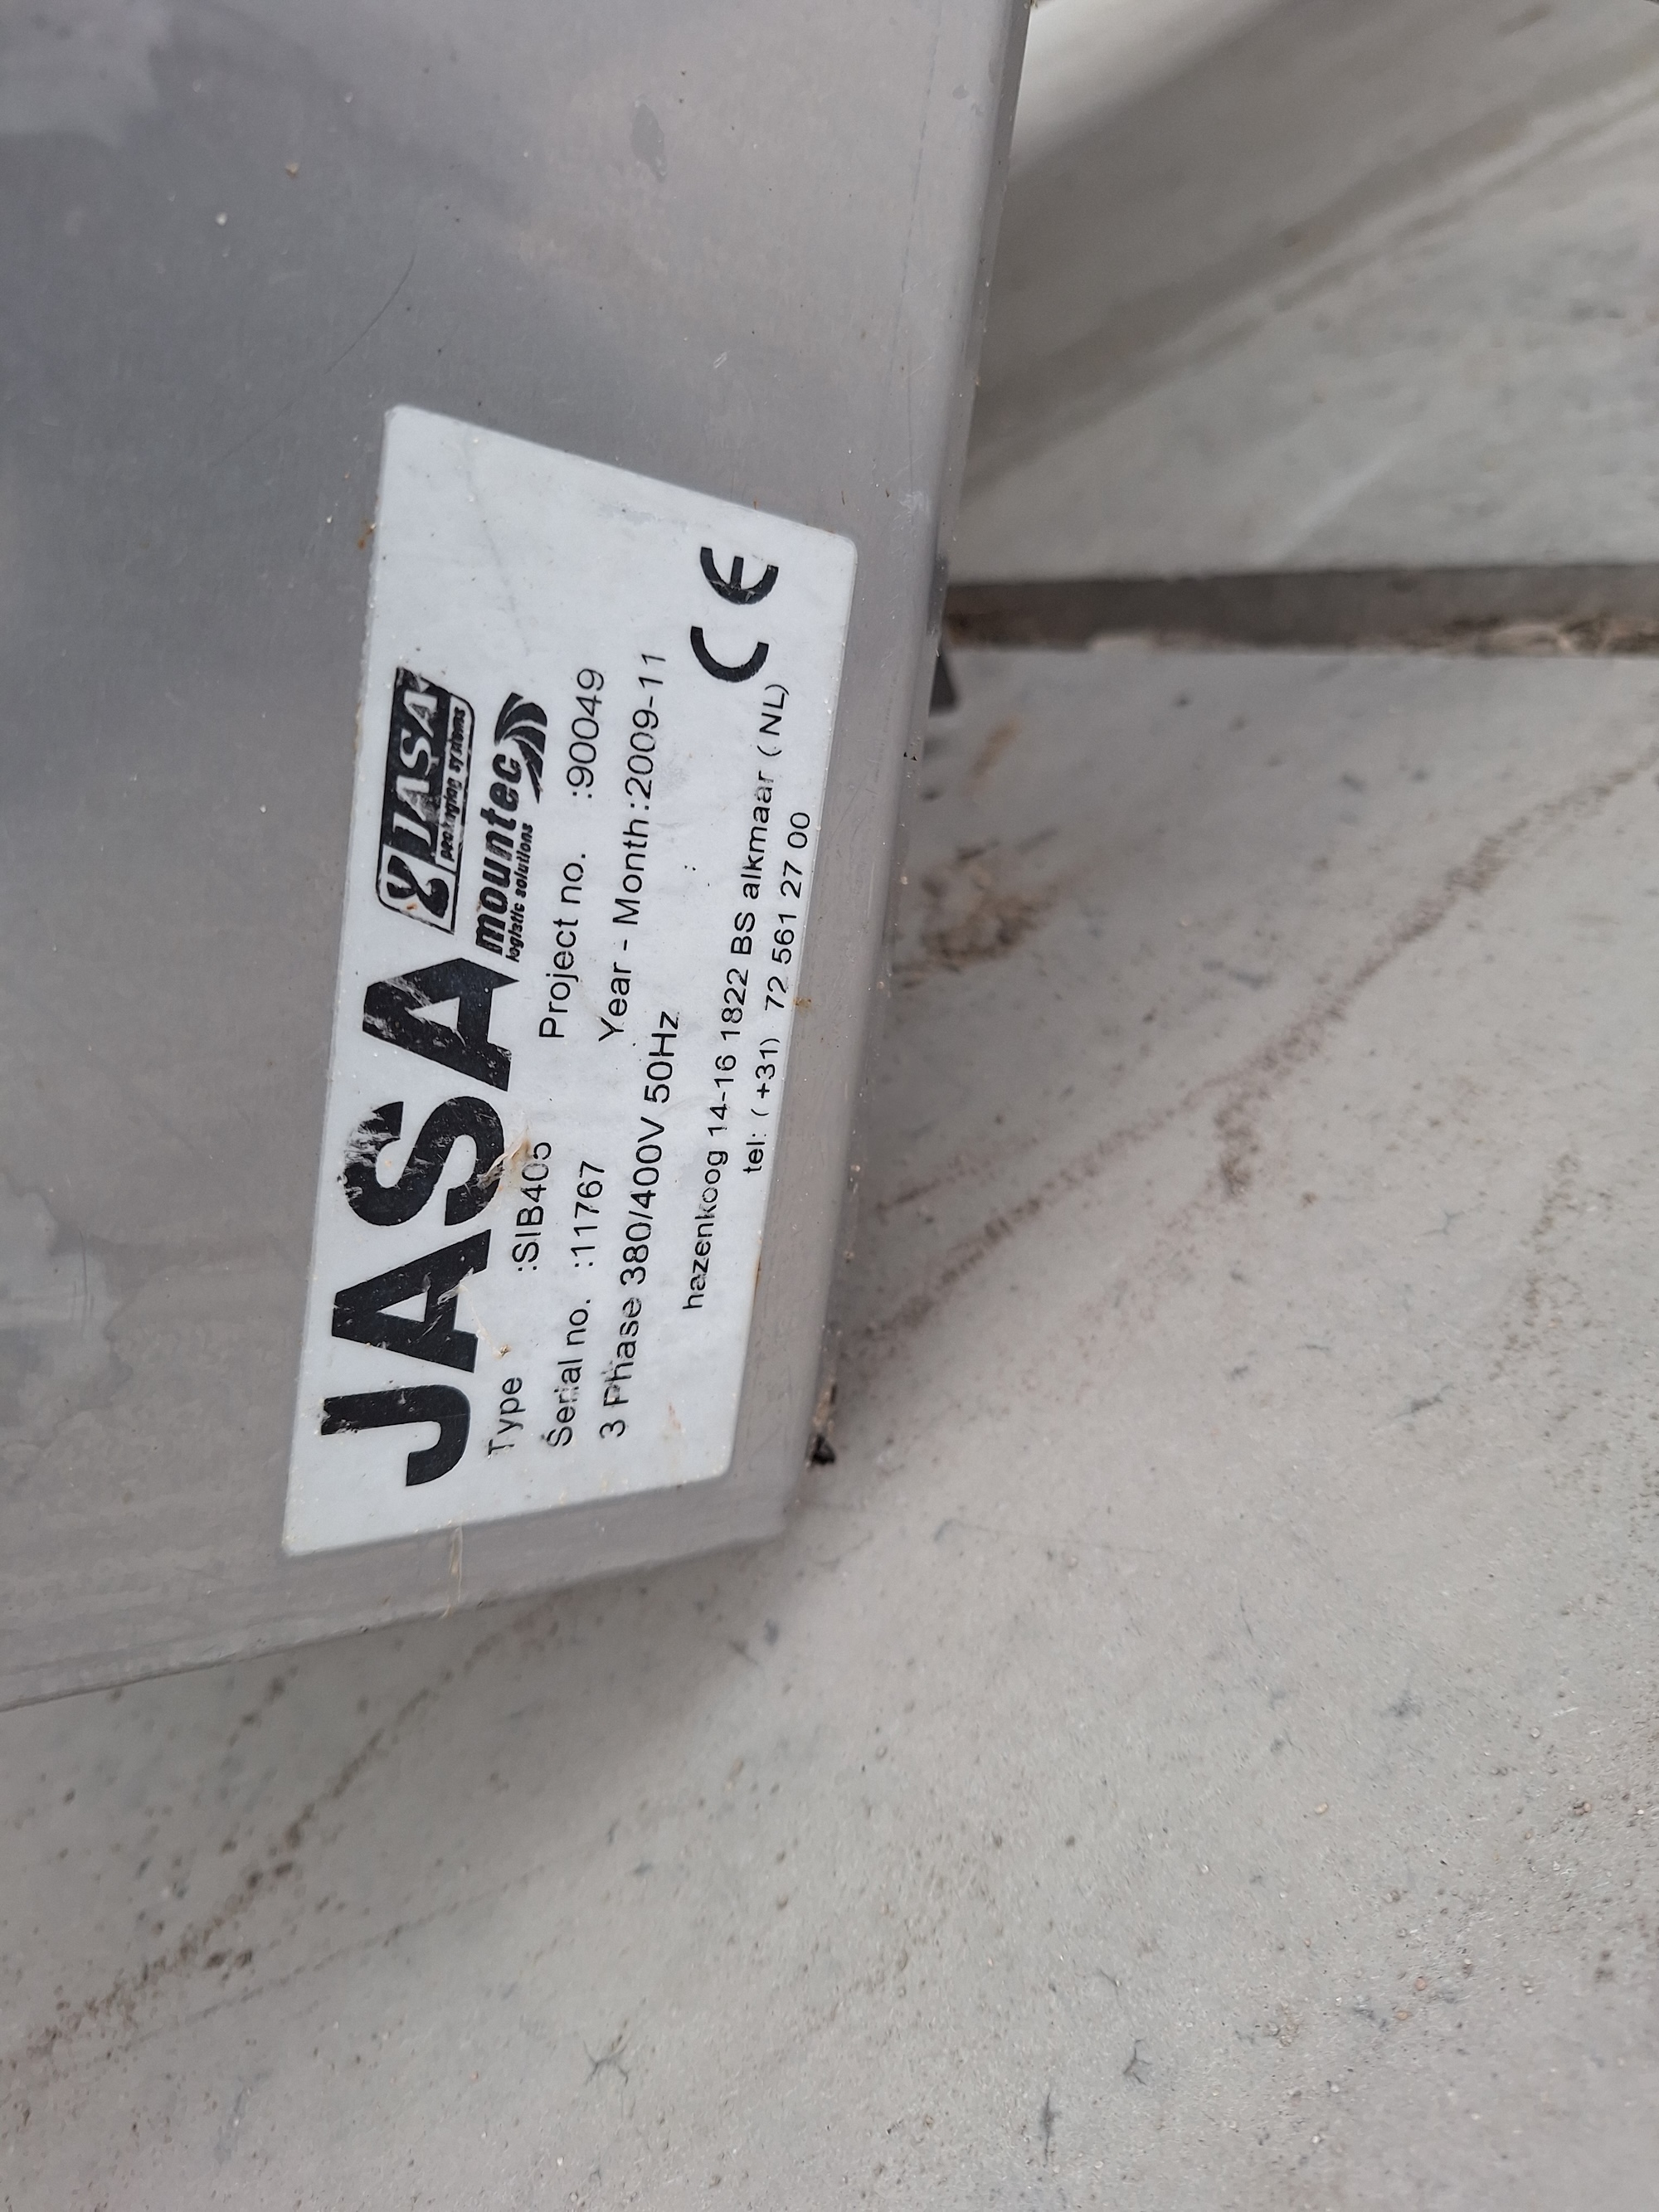 JASA
JASA
packaging systems
mountec
logistic solutions
Type :SIB405 Project no. :90049
Serial no. :11767 Year - Month:2009-11
3 Phase 380/400V 50Hz :
hazenkoog 14-16 1822 BS alkmaar ( NL)
tel: ( +31) 72 561 27 00
CE